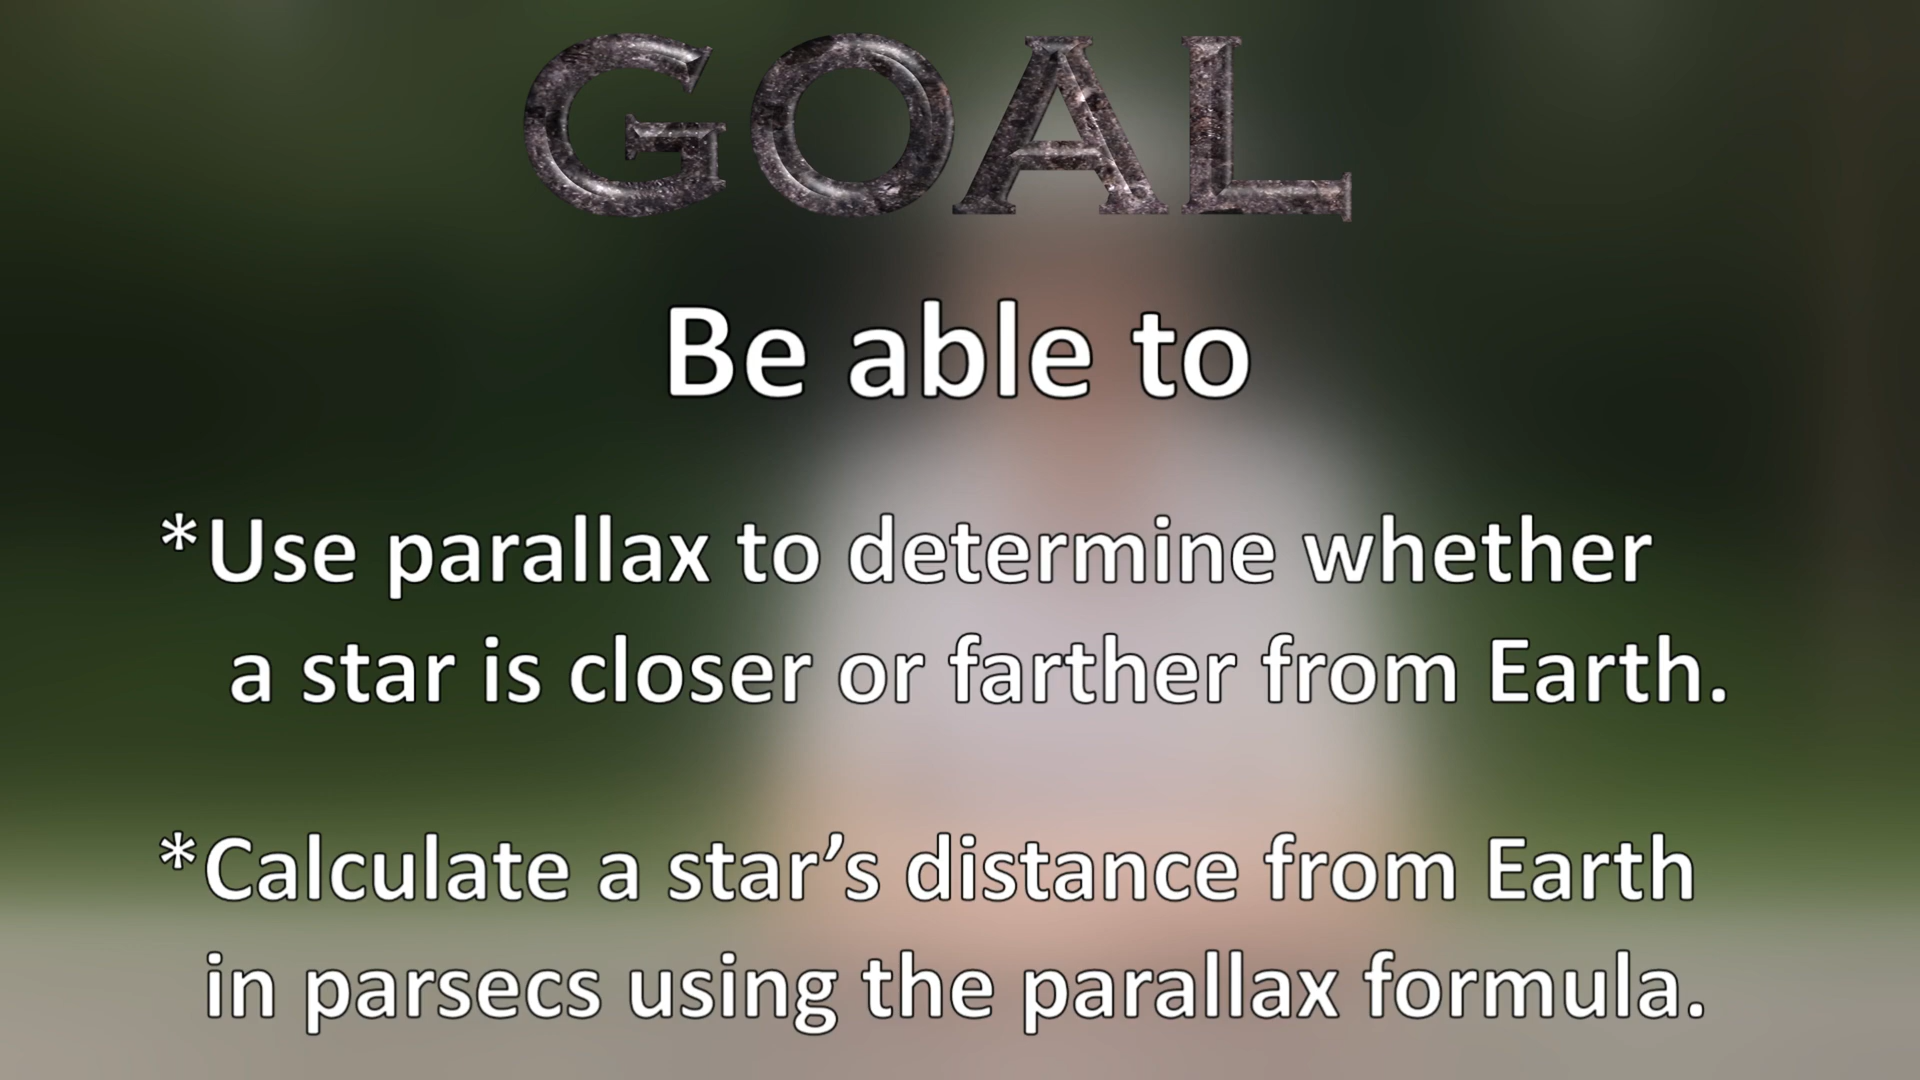 GOAL
Be able to
*Use parallax to determine whether
a star is closer or farther from Earth.
*Calculate a star’s distance from Earth
in parsecs using the parallax formula.